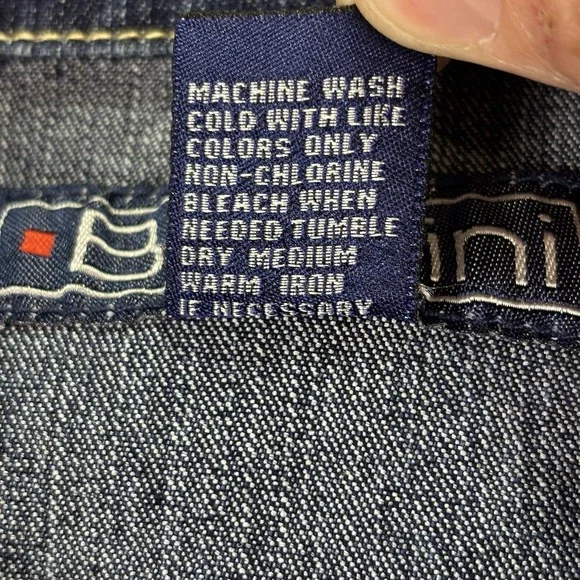 MACHINE WASH
COLD WITH LIKE
COLORS ONLY
NON-CHLORINE
BLEACH WHEN
NEEDED TUMBLE
DRY MEDIUM
WARM IRON
IF NECESSARY